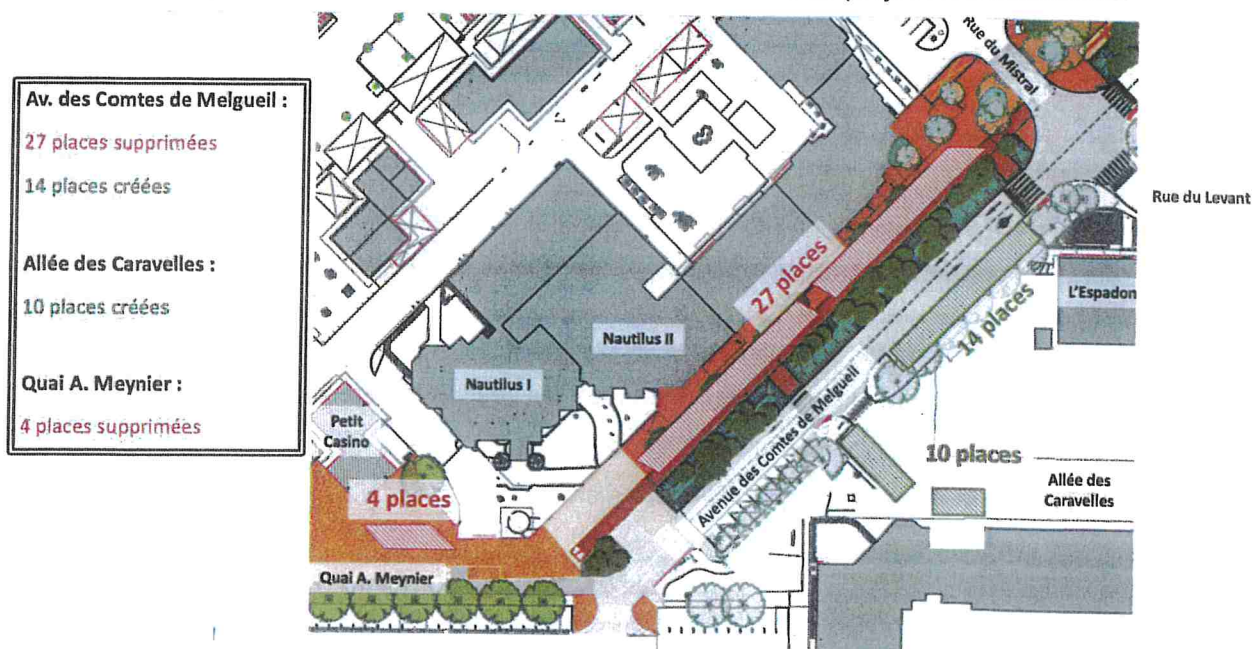 Av. des Comtes de Melgueil :
27 places supprimées
14 places créées
Allée des Caravelles :
10 places créées
Quai A. Meynier :
4 places supprimées
Rue du Mistral
Rue du Levant
27 places
L'Espadon
14 places
Nautilus II
Nautilus I
Avenue des Comtes de Melgueil
Petit
Casino
10 places
4 places
Allée des
Caravelles
Quai A. Meynier